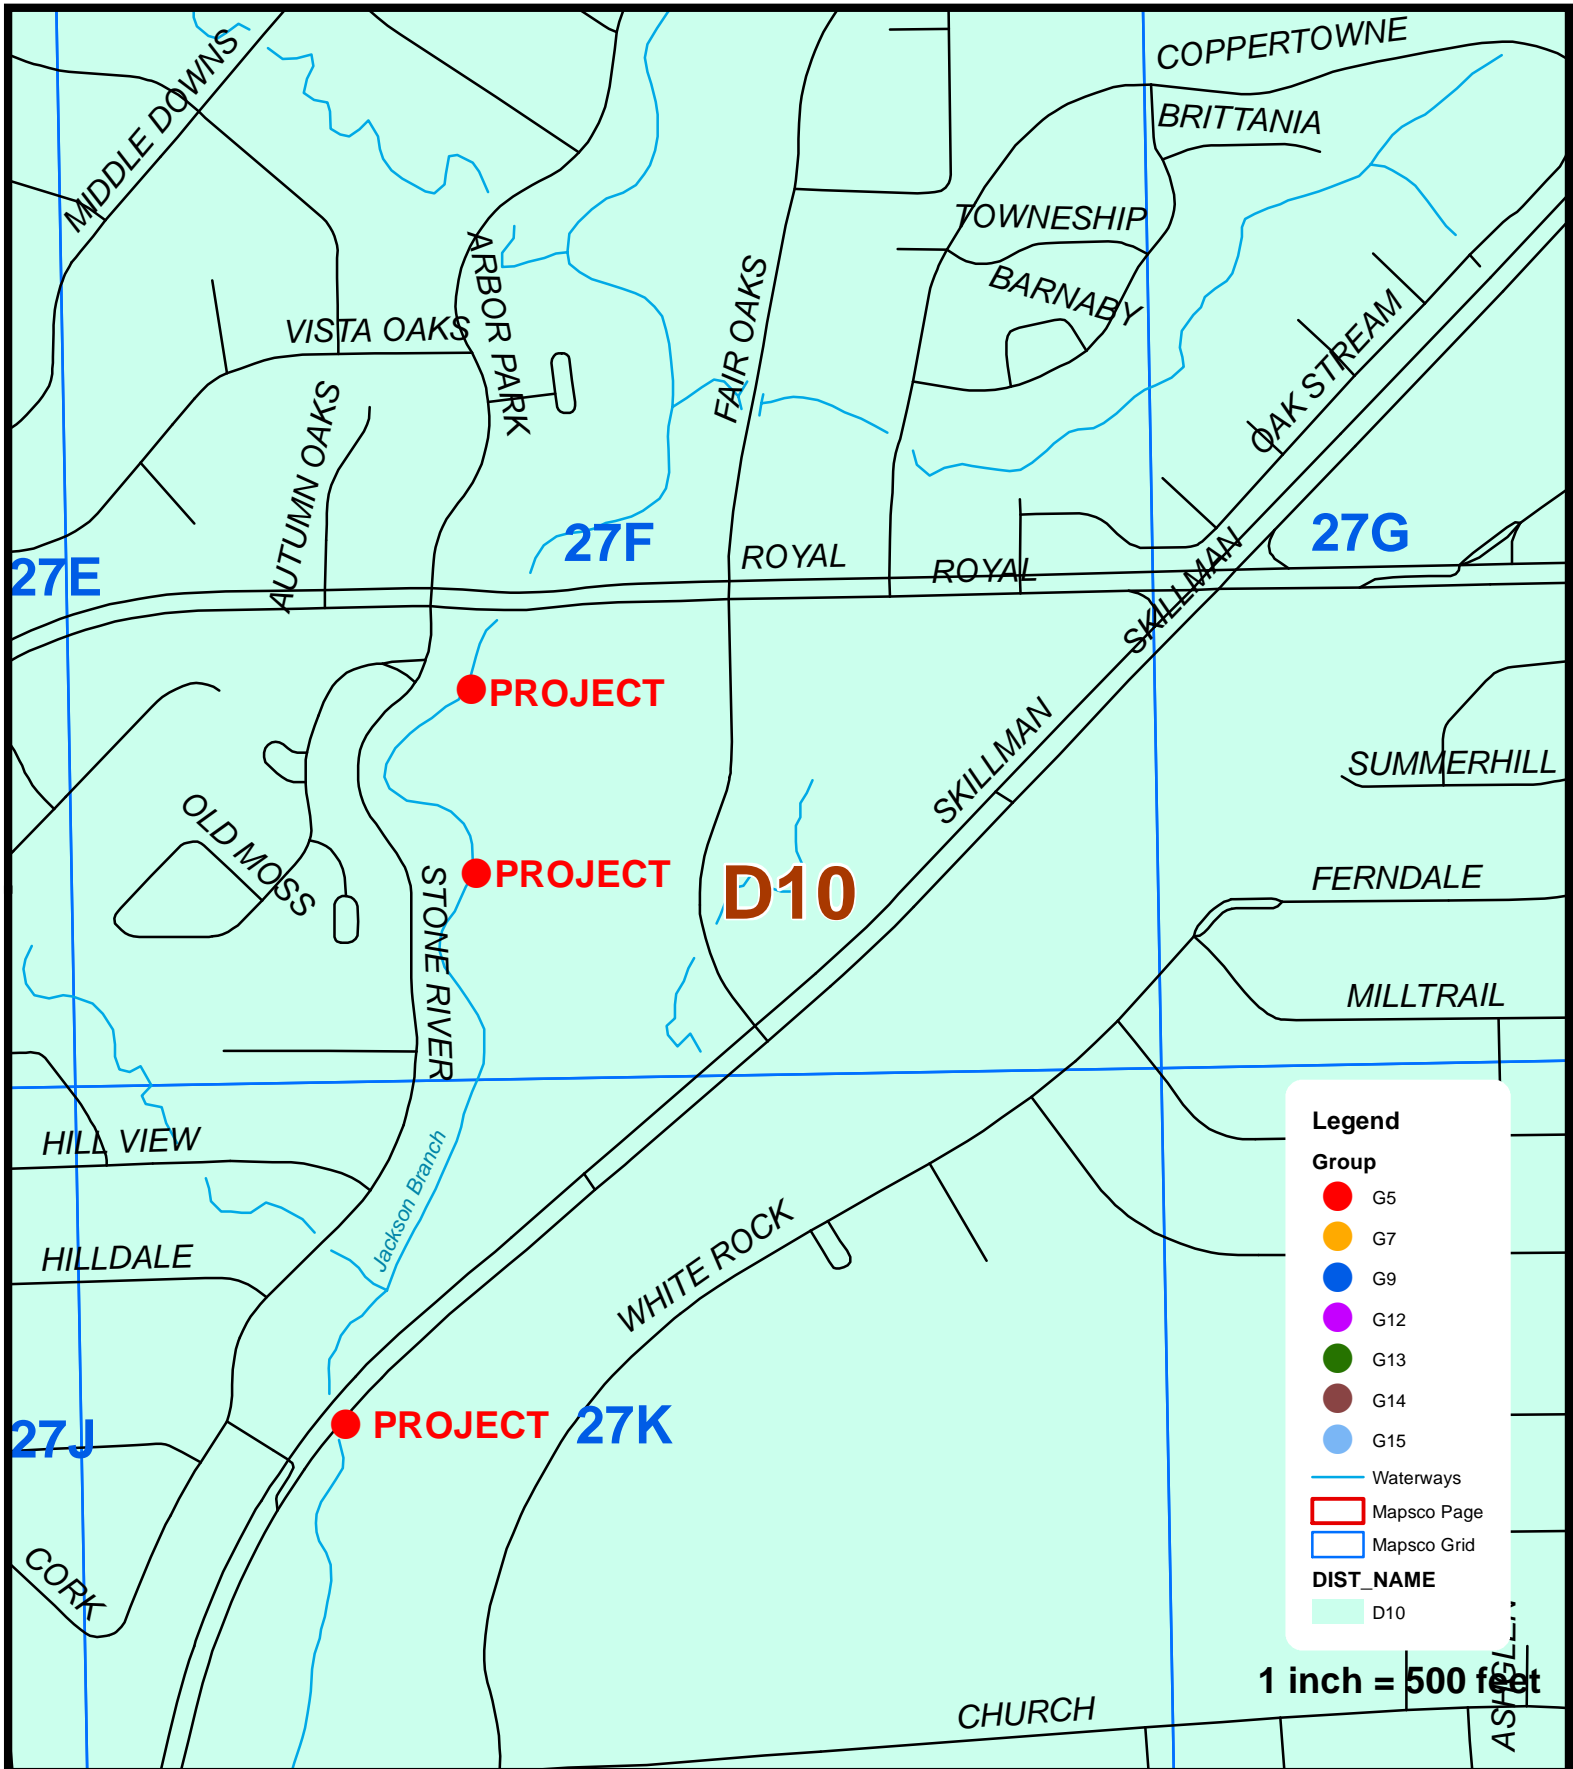 COPPERTOWNE
MIDDLE DOWNS
BRITTANIA
TOWNESHIP
ARBOR PARK
BARNABY
FAIR OAKS
VISTA OAKS
OAK STREAM
AUTUMN OAKS
27E
27F
27G
ROYAL
ROYAL
SKILLMAN
PROJECT
SKILLMAN
SUMMERHILL
OLD MOSS
PROJECT
D10
FERNDALE
STONE RIVER
MILLTRAIL
HILL VIEW
Jackson Branch
HILLDALE
WHITE ROCK
27J
PROJECT
27K
CORK
Legend
Group
G5
G7
G9
G12
G13
G14
G15
Waterways
Mapsco Page
Mapsco Grid
DIST_NAME
D10
1 inch = 500 feet
ASHGLEN
CHURCH